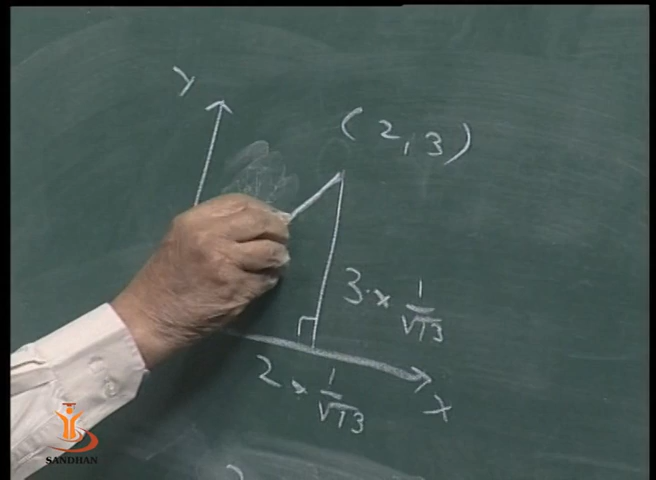 y
(2,3)
3 × 1/√13
2 × 1/√13
x
SANDHAN